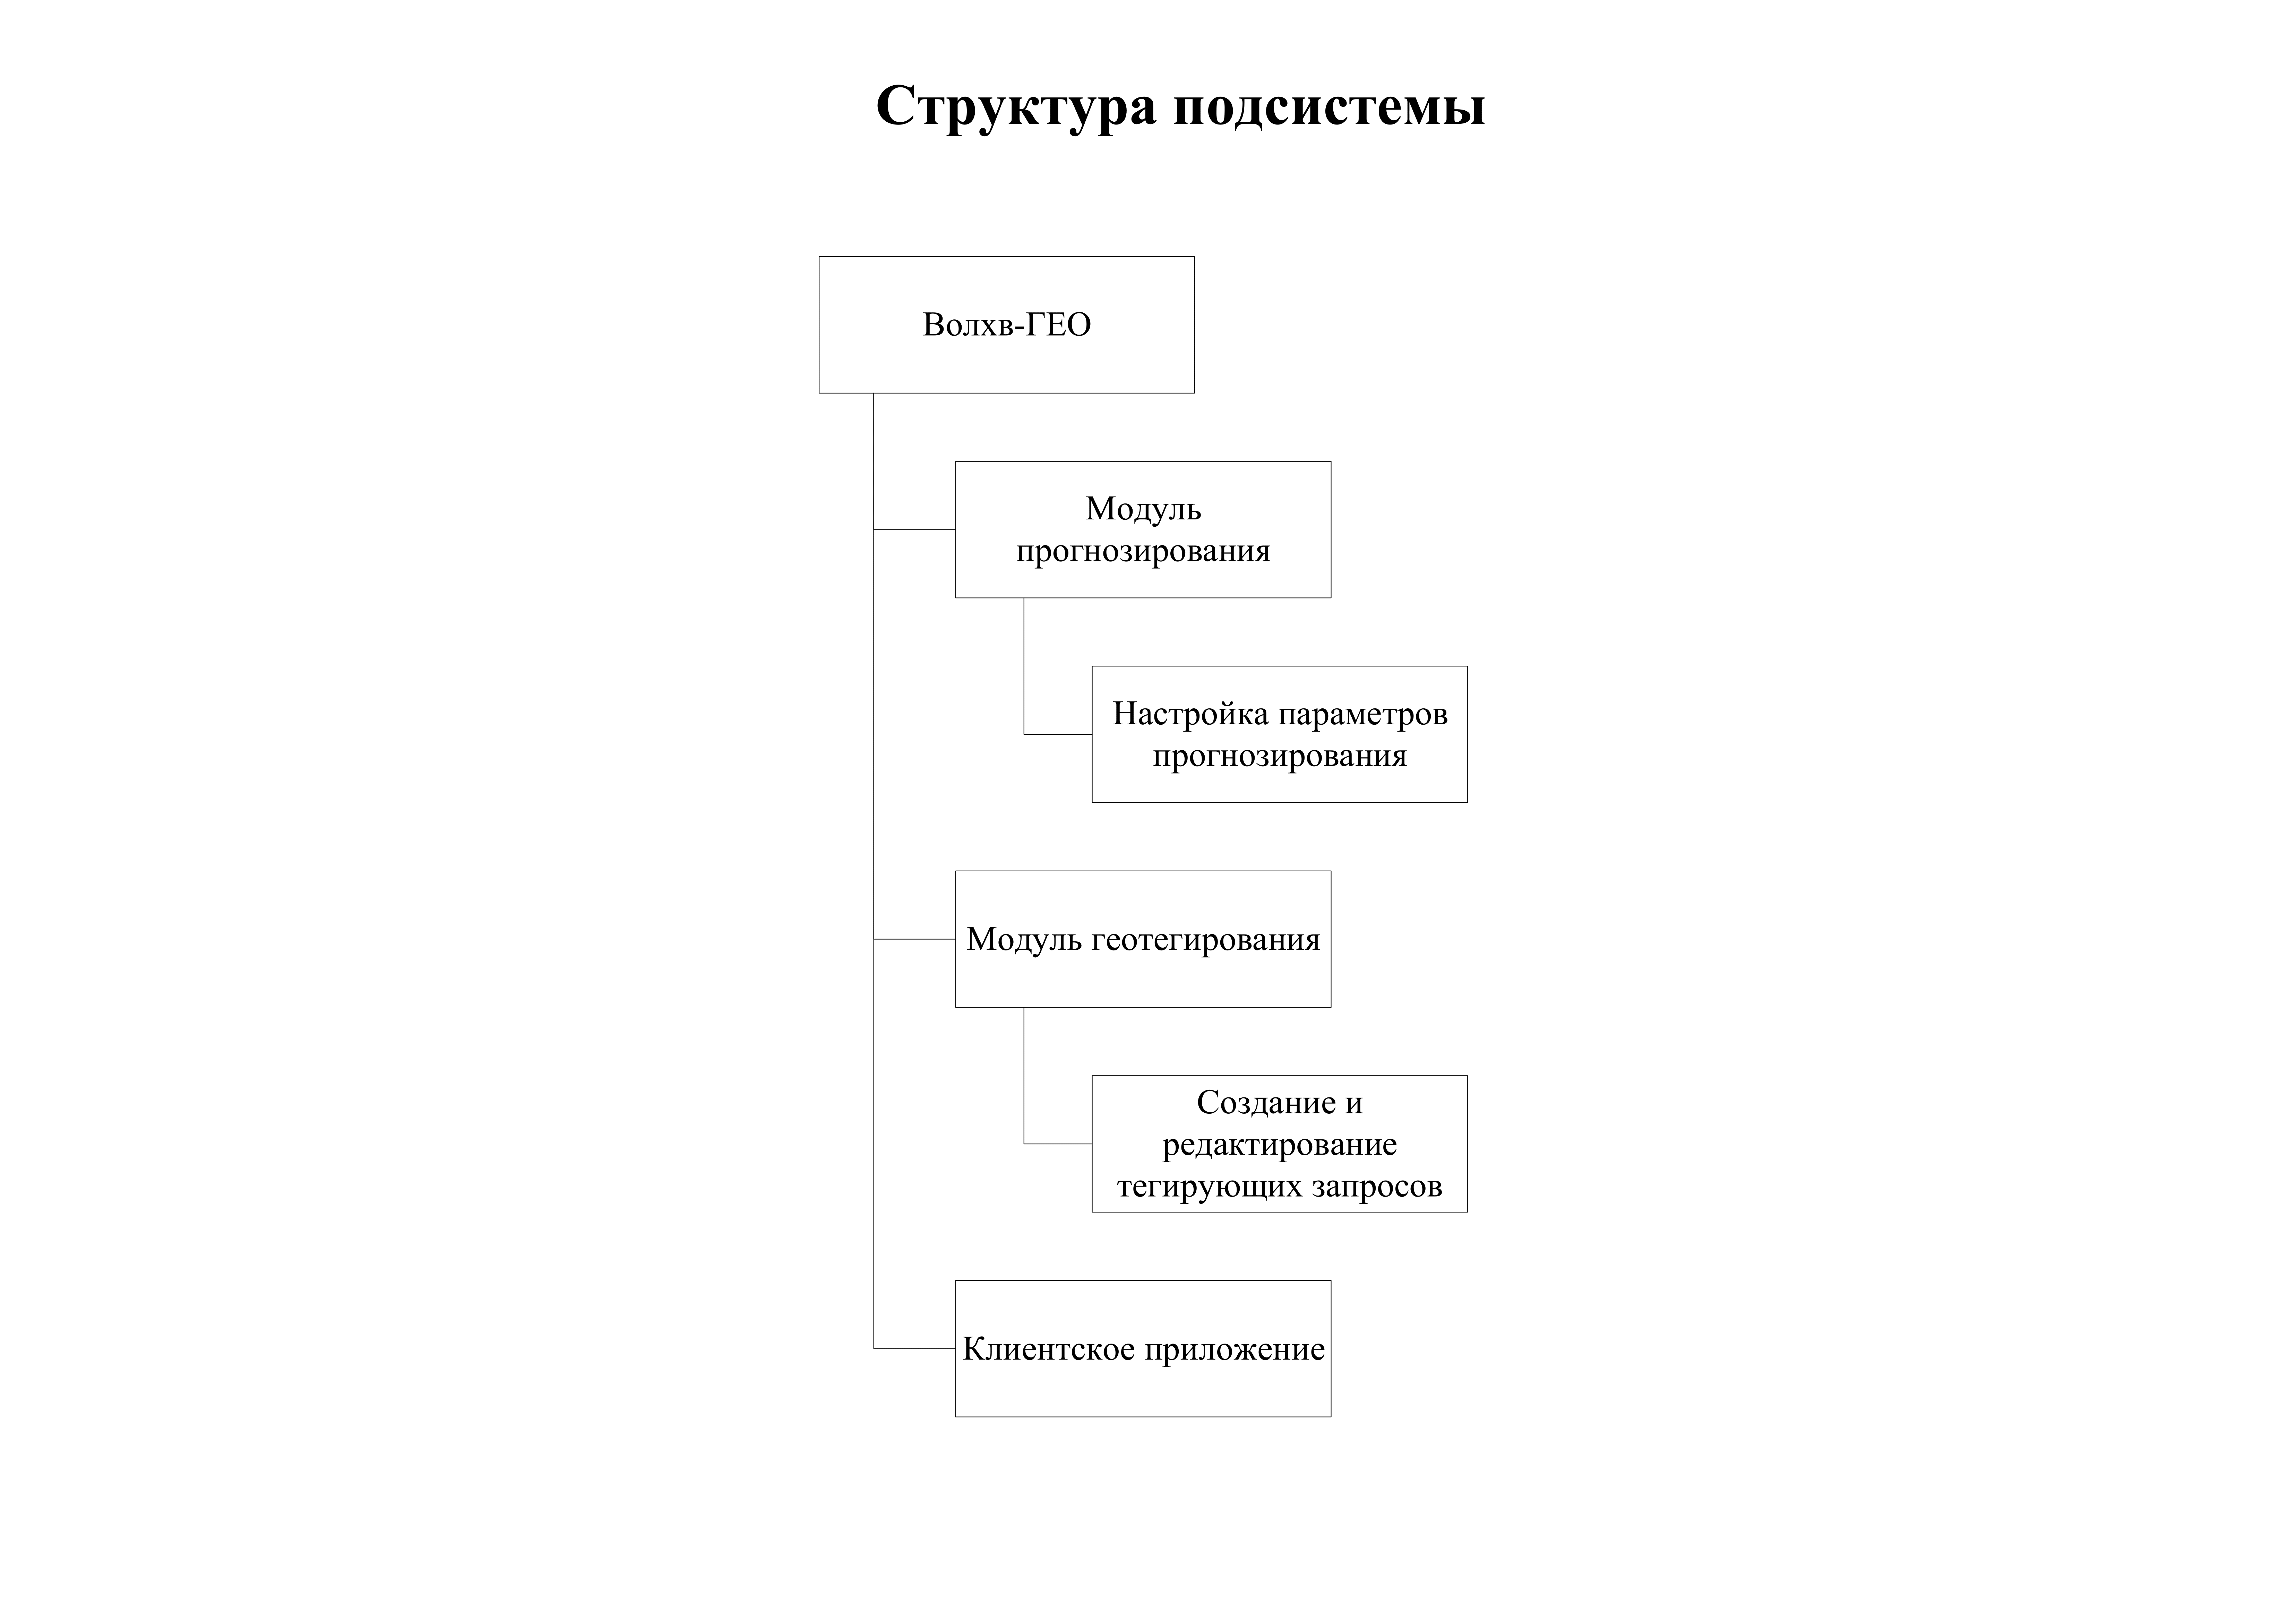 Структура подсистемы
Волхв-ГЕО
Модуль
прогнозирования
Настройка параметров
прогнозирования
Модуль геотегирования
Создание и
редактирование
тегирующих запросов
Клиентское приложение